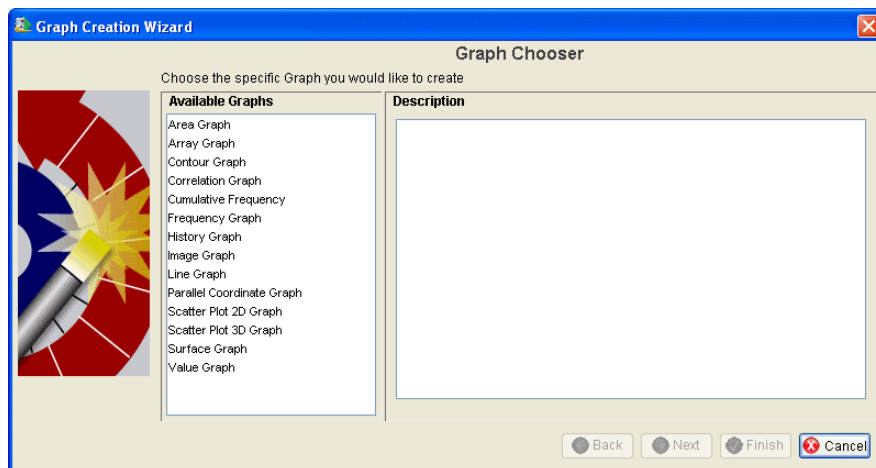 Graph Creation Wizard
Graph Chooser
Choose the specific Graph you would like to create
Available Graphs
Area Graph
Array Graph
Contour Graph
Correlation Graph
Cumulative Frequency
Frequency Graph
History Graph
Image Graph
Line Graph
Parallel Coordinate Graph
Scatter Plot 2D Graph
Scatter Plot 3D Graph
Surface Graph
Value Graph
Description
Back
Next
Finish
Cancel